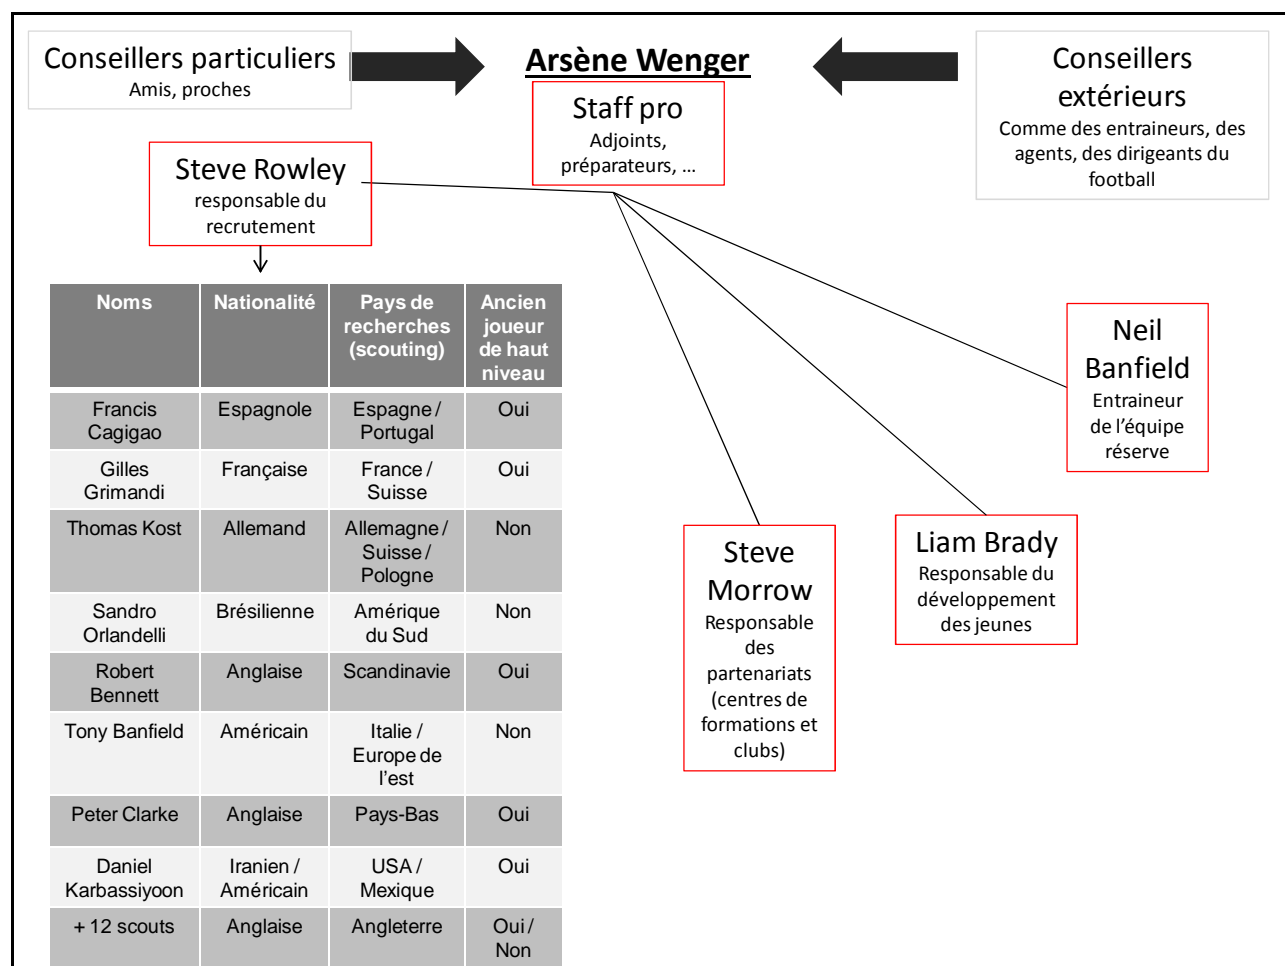 Conseillers particuliers
Amis, proches
Arsène Wenger
Conseillers
extérieurs
Comme des entraineurs, des
agents, des dirigeants du
football
Staff pro
Adjoints,
préparateurs, ...
Steve Rowley
responsable du
recrutement
Noms
Nationalité
Pays de
recherches
(scouting)
Ancien
joueur
de haut
niveau
Francis
Cagigao
Espagnole
Espagne /
Portugal
Oui
Gilles
Grimandi
Française
France /
Suisse
Oui
Thomas Kost
Allemand
Allemagne /
Suisse /
Pologne
Non
Sandro
Orlandelli
Brésilienne
Amérique
du Sud
Non
Robert
Bennett
Anglaise
Scandinavie
Oui
Tony Banfield
Américain
Italie /
Europe de
l'est
Non
Peter Clarke
Anglaise
Pays-Bas
Oui
Daniel
Karbassiyoon
Iranien /
Américain
USA /
Mexique
Oui
+ 12 scouts
Anglaise
Angleterre
Oui /
Non
Steve
Morrow
Responsable
des
partenariats
(centres de
formations et
clubs)
Liam Brady
Responsable du
développement
des jeunes
Neil
Banfield
Entraineur
de l'équipe
réserve